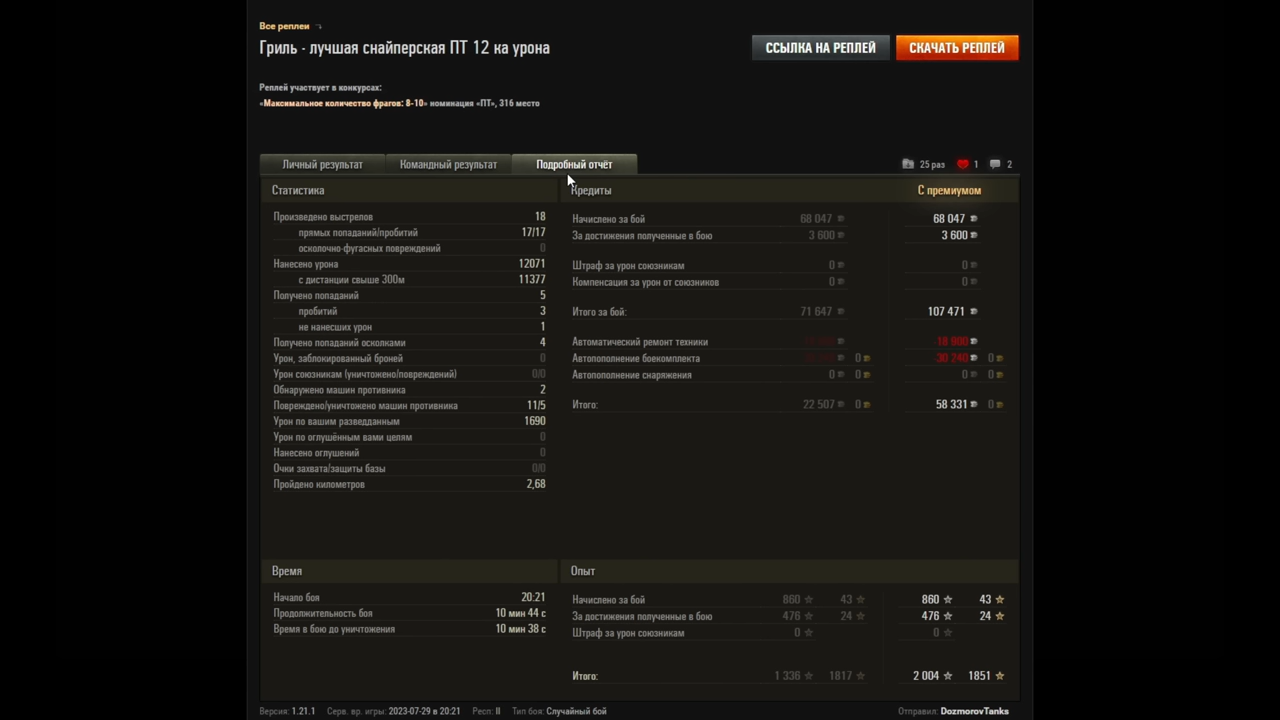 Все реплеи
Гриль - лучшая снайперская ПТ 12 ка урона
ССЫЛКА НА РЕПЛЕЙ
СКАЧАТЬ РЕПЛЕЙ
Реплей участвует в конкурсах:
«Максимальное количество фрагов: 8-10» номинация «ПТ», 316 место
Личный результат Командный результат Подробный отчёт 25 раз 1 2
Статистика
Произведено выстрелов 18
прямых попаданий/пробитий 17/17
осколочно-фугасных повреждений 0
Нанесено урона 12071
с дистанции свыше 300м 11377
Получено попаданий 5
пробитий 3
не нанесших урон 1
Получено попаданий осколками 4
Урон, заблокированный броней 0
Урон союзникам (уничтожено/повреждений) 0/0
Обнаружено машин противника 2
Повреждено/уничтожено машин противника 11/5
Урон по вашим разведданным 1690
Урон по оглушённым вами целям 0
Нанесено оглушений 0
Очки захвата/защиты базы 0/0
Пройдено километров 2,68
Кредиты С премиумом
Начислено за бой 68 047 68 047
За достижения полученные в бою 3 600 3 600
Штраф за урон союзникам 0 0
Компенсация за урон от союзников 0 0
Итого за бой: 71 647 107 471
Автоматический ремонт техники -18 900
Автопополнение боекомплекта 0 -30 240 0
Автопополнение снаряжения 0 0 0 0
Итого: 22 507 0 58 331 0
Время
Начало боя 20:21
Продолжительность боя 10 мин 44 с
Время в бою до уничтожения 10 мин 38 с
Опыт
Начислено за бой 860 43 860 43
За достижения полученные в бою 476 24 476 24
Штраф за урон союзникам 0 0
Итого: 1 336 1817 2 004 1851
Версия: 1.21.1 Серв. вр. игры: 2023-07-29 в 20:21 Респ: II Тип боя: Случайный бой Отправил: DozmorovTanks